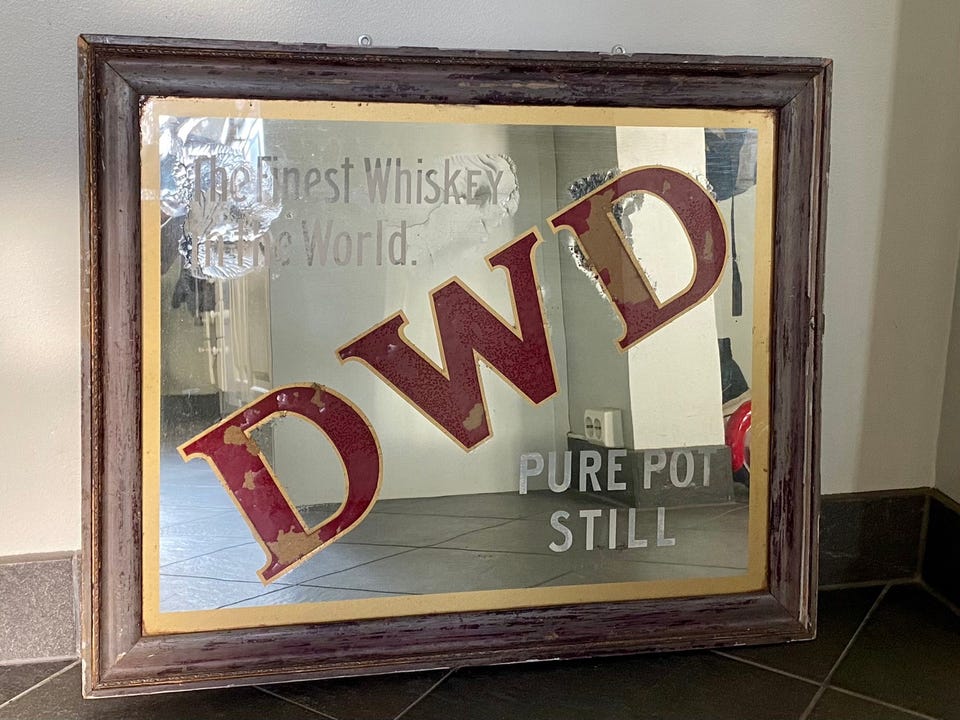 The Finest Whiskey
in the World.
DWD
PURE POT
STILL